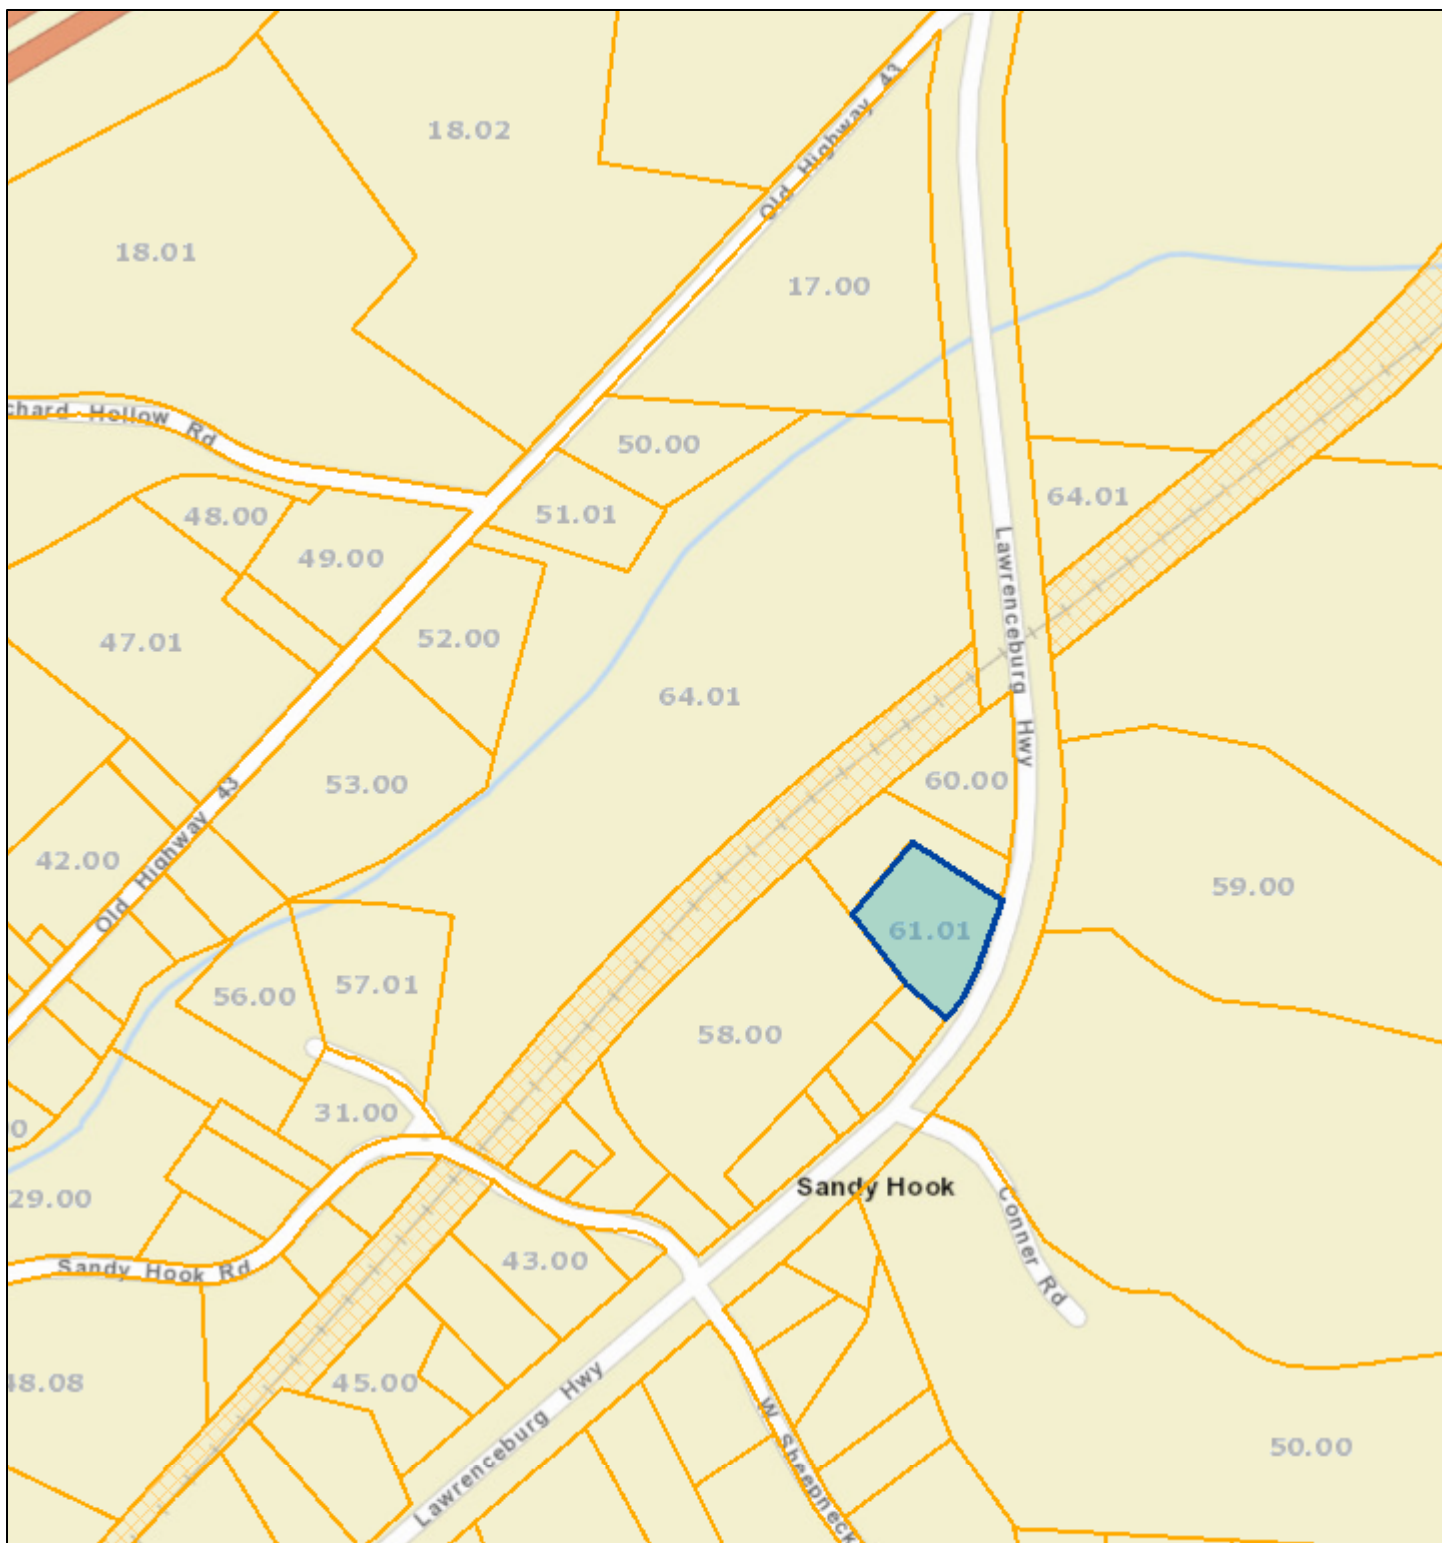 18.02
Old Highway 43
18.01
17.00
chard Hollow Rd
50.00
64.01
48.00
51.01
49.00
Lawrenceburg Hwy
47.01
52.00
64.01
53.00
60.00
Old Highway 43
42.00
59.00
61.01
56.00
57.01
58.00
31.00
0
29.00
Sandy Hook
Conner Rd
Sandy Hook Rd
43.00
48.08
45.00
Lawrenceburg Hwy
W Sheepneck
50.00